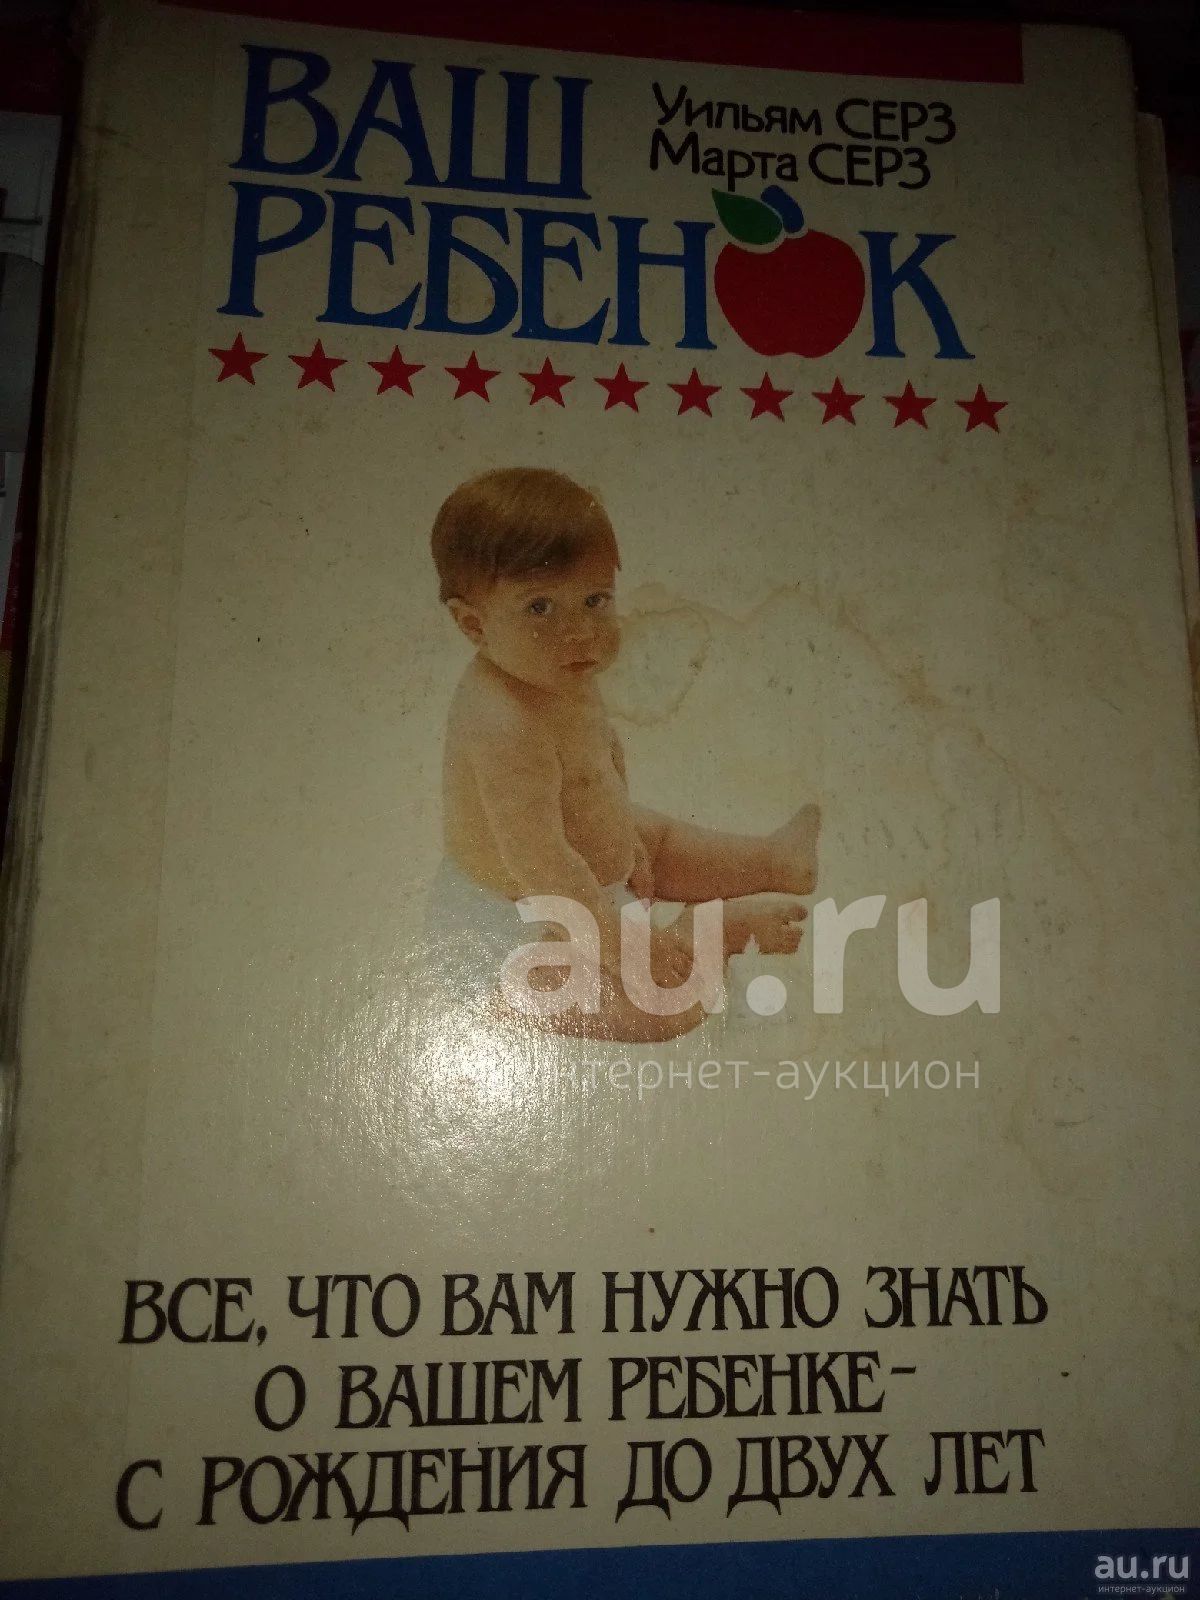 ВАШ
РЕБЕНОК
Уильям СЕРЗ
Марта СЕРЗ
au.ru
интернет-аукцион
ВСЕ, ЧТО ВАМ НУЖНО ЗНАТЬ
О ВАШЕМ РЕБЕНКЕ-
С РОЖДЕНИЯ ДО ДВУХ ЛЕТ
au.ru
интернет-аукцион